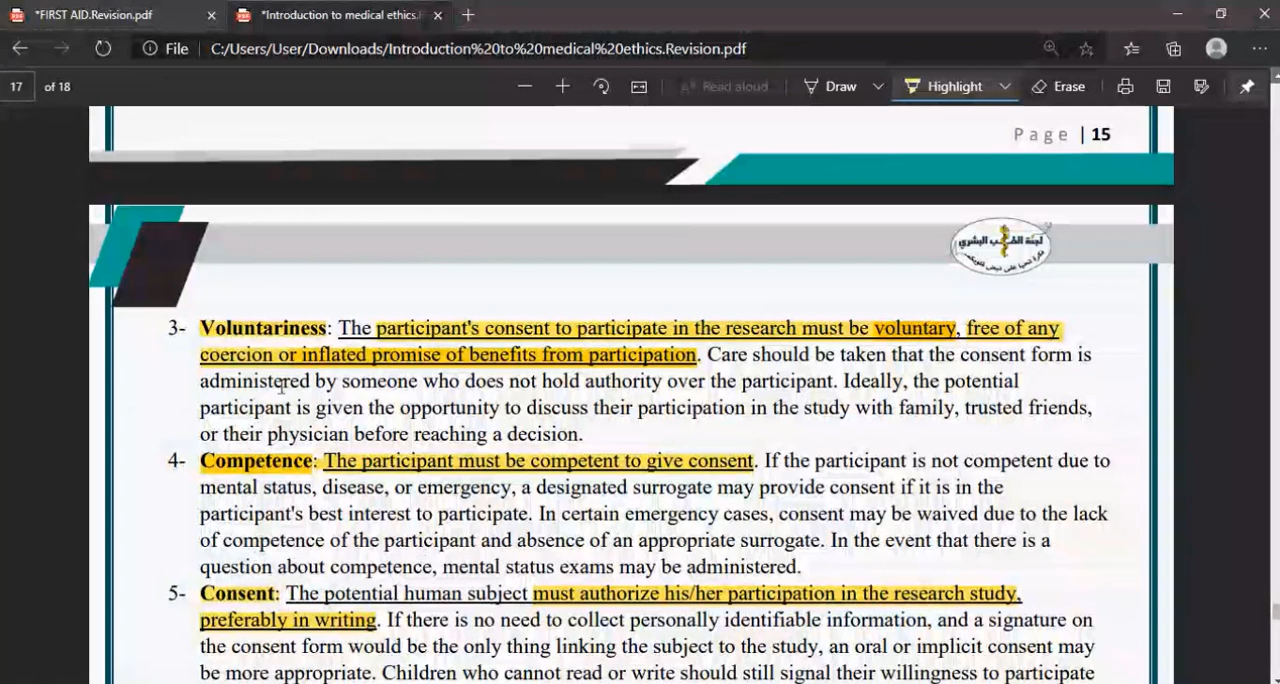 *FIRST AID.Revision.pdf
*Introduction to medical ethics.
File
C:/Users/User/Downloads/Introduction%20to%20medical%20ethics.Revision.pdf
17 of 18
Read aloud
Draw
Highlight
Erase
Page | 15
لجنة الطب البشري
3- Voluntariness: The participant's consent to participate in the research must be voluntary, free of any
coercion or inflated promise of benefits from participation. Care should be taken that the consent form is
administered by someone who does not hold authority over the participant. Ideally, the potential
participant is given the opportunity to discuss their participation in the study with family, trusted friends,
or their physician before reaching a decision.
4- Competence: The participant must be competent to give consent. If the participant is not competent due to
mental status, disease, or emergency, a designated surrogate may provide consent if it is in the
participant's best interest to participate. In certain emergency cases, consent may be waived due to the lack
of competence of the participant and absence of an appropriate surrogate. In the event that there is a
question about competence, mental status exams may be administered.
5- Consent: The potential human subject must authorize his/her participation in the research study,
preferably in writing. If there is no need to collect personally identifiable information, and a signature on
the consent form would be the only thing linking the subject to the study, an oral or implicit consent may
be more appropriate. Children who cannot read or write should still signal their willingness to participate